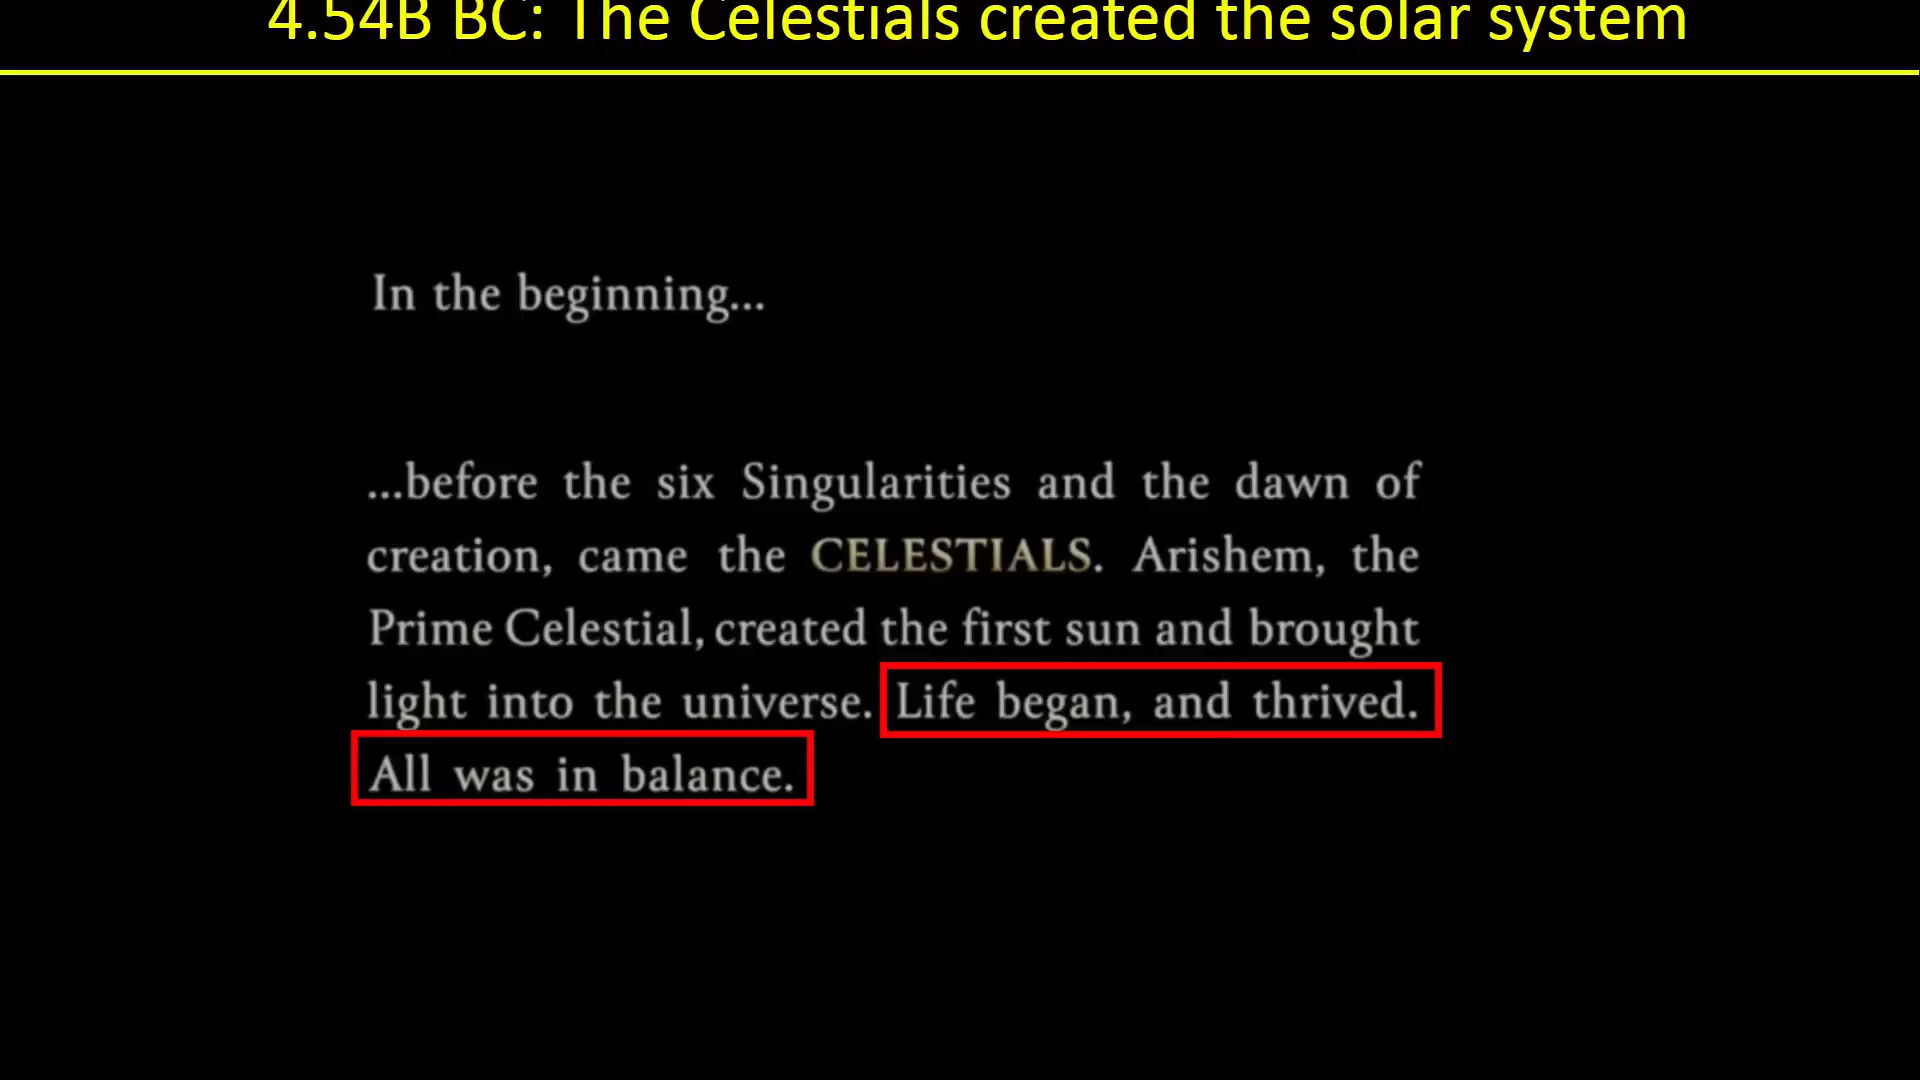 4.54B BC: The Celestials created the solar system
In the beginning...
...before the six Singularities and the dawn of
creation, came the CELESTIALS. Arishem, the
Prime Celestial, created the first sun and brought
light into the universe. Life began, and thrived.
All was in balance.